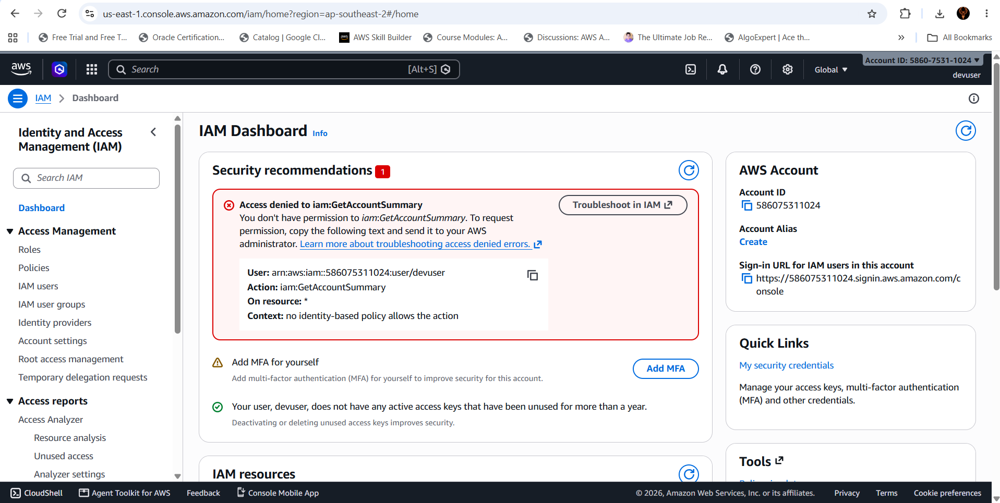 us-east-1.console.aws.amazon.com/iam/home?region=ap-southeast-2#/home
Free Trial and Free T...
Oracle Certification...
Catalog | Google Cl...
aws
AWS Skill Builder
Course Modules: A...
Discussions: AWS A...
The Ultimate Job Re...
AlgoExpert | Ace th...
»
All Bookmarks
aws
Search
[Alt+S]
Global
Account ID: 5860-7531-1024
devuser
IAM
Dashboard
Identity and Access
Management (IAM)
Search IAM
Dashboard
Access Management
Roles
Policies
IAM users
IAM user groups
Identity providers
Account settings
Root access management
Temporary delegation requests
Access reports
Access Analyzer
Resource analysis
Unused access
Analyzer settings
IAM Dashboard Info
Security recommendations 1
Access denied to iam:GetAccountSummary
You don't have permission to iam:GetAccountSummary. To request
permission, copy the following text and send it to your AWS
administrator. Learn more about troubleshooting access denied errors.
Troubleshoot in IAM
User: arn:aws:iam::586075311024:user/devuser
Action: iam:GetAccountSummary
On resource: *
Context: no identity-based policy allows the action
Add MFA for yourself
Add multi-factor authentication (MFA) for yourself to improve security for this account.
Add MFA
Your user, devuser, does not have any active access keys that have been unused for more than a year.
Deactivating or deleting unused access keys improves security.
IAM resources
AWS Account
Account ID
586075311024
Account Alias
Create
Sign-in URL for IAM users in this account
https://586075311024.signin.aws.amazon.com/c
onsole
Quick Links
My security credentials
Manage your access keys, multi-factor authentication
(MFA) and other credentials.
Tools
CloudShell
Agent Toolkit for AWS
Feedback
Console Mobile App
© 2026, Amazon Web Services, Inc. or its affiliates.
Privacy
Terms
Cookie preferences